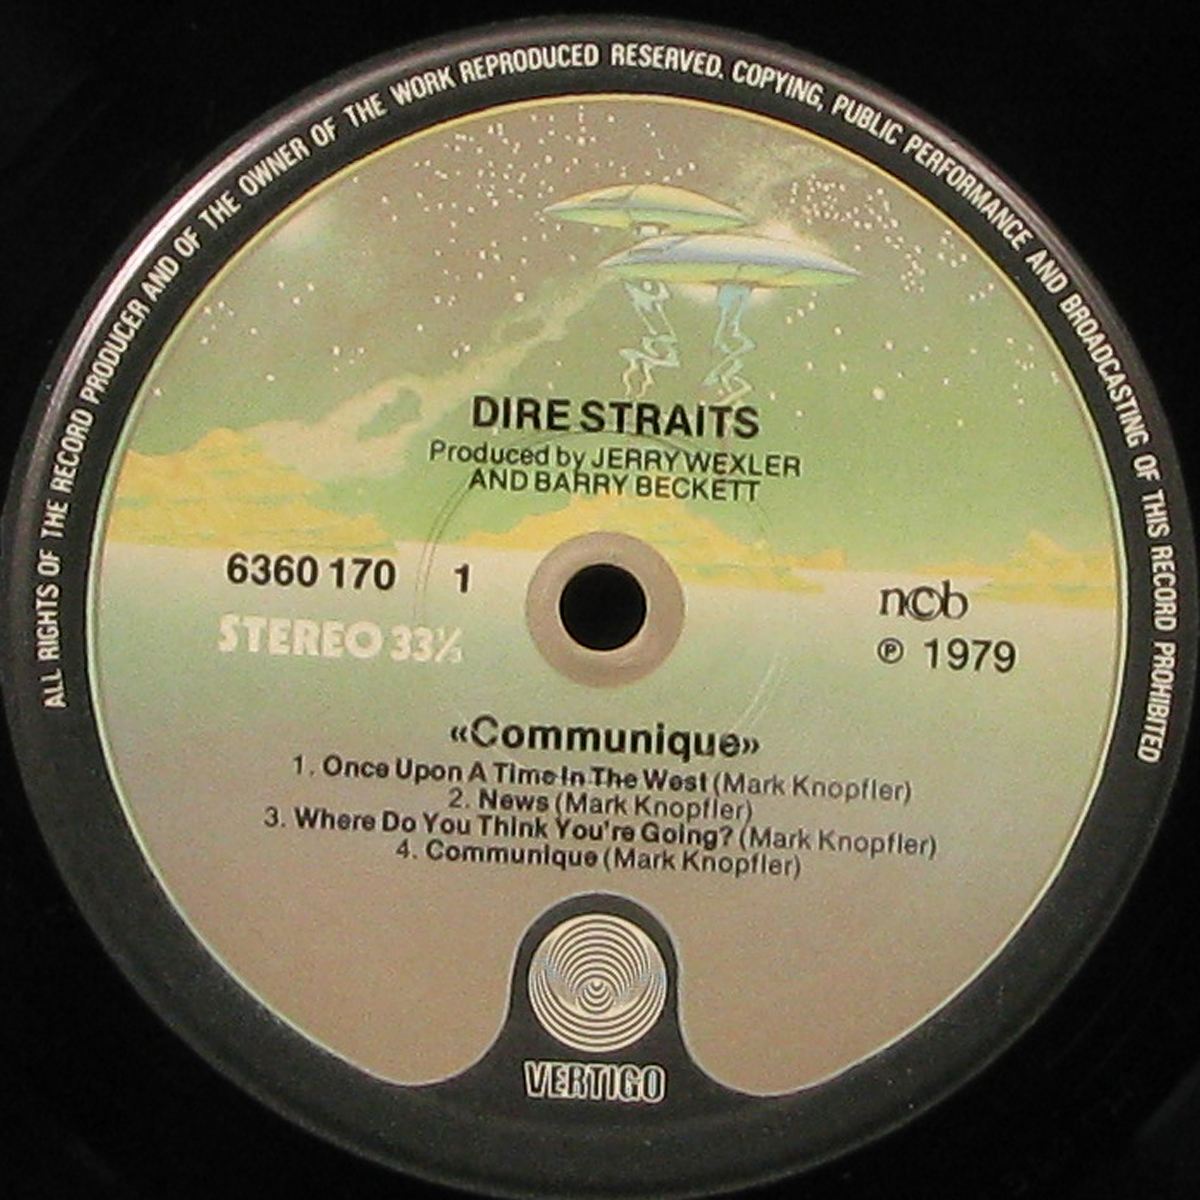 ALL RIGHTS OF THE RECORD PRODUCER AND OF THE OWNER OF THE WORK REPRODUCED RESERVED. COPYING, PUBLIC PERFORMANCE AND BROADCASTING OF THIS RECORD PROHIBITED
DIRE STRAITS
Produced by JERRY WEXLER
AND BARRY BECKETT
6360 170 1
STEREO 33⅓
ncb
℗ 1979
«Communique»
1. Once Upon A Time In The West (Mark Knopfler)
2. News (Mark Knopfler)
3. Where Do You Think You're Going? (Mark Knopfler)
4. Communique (Mark Knopfler)
VERTIGO